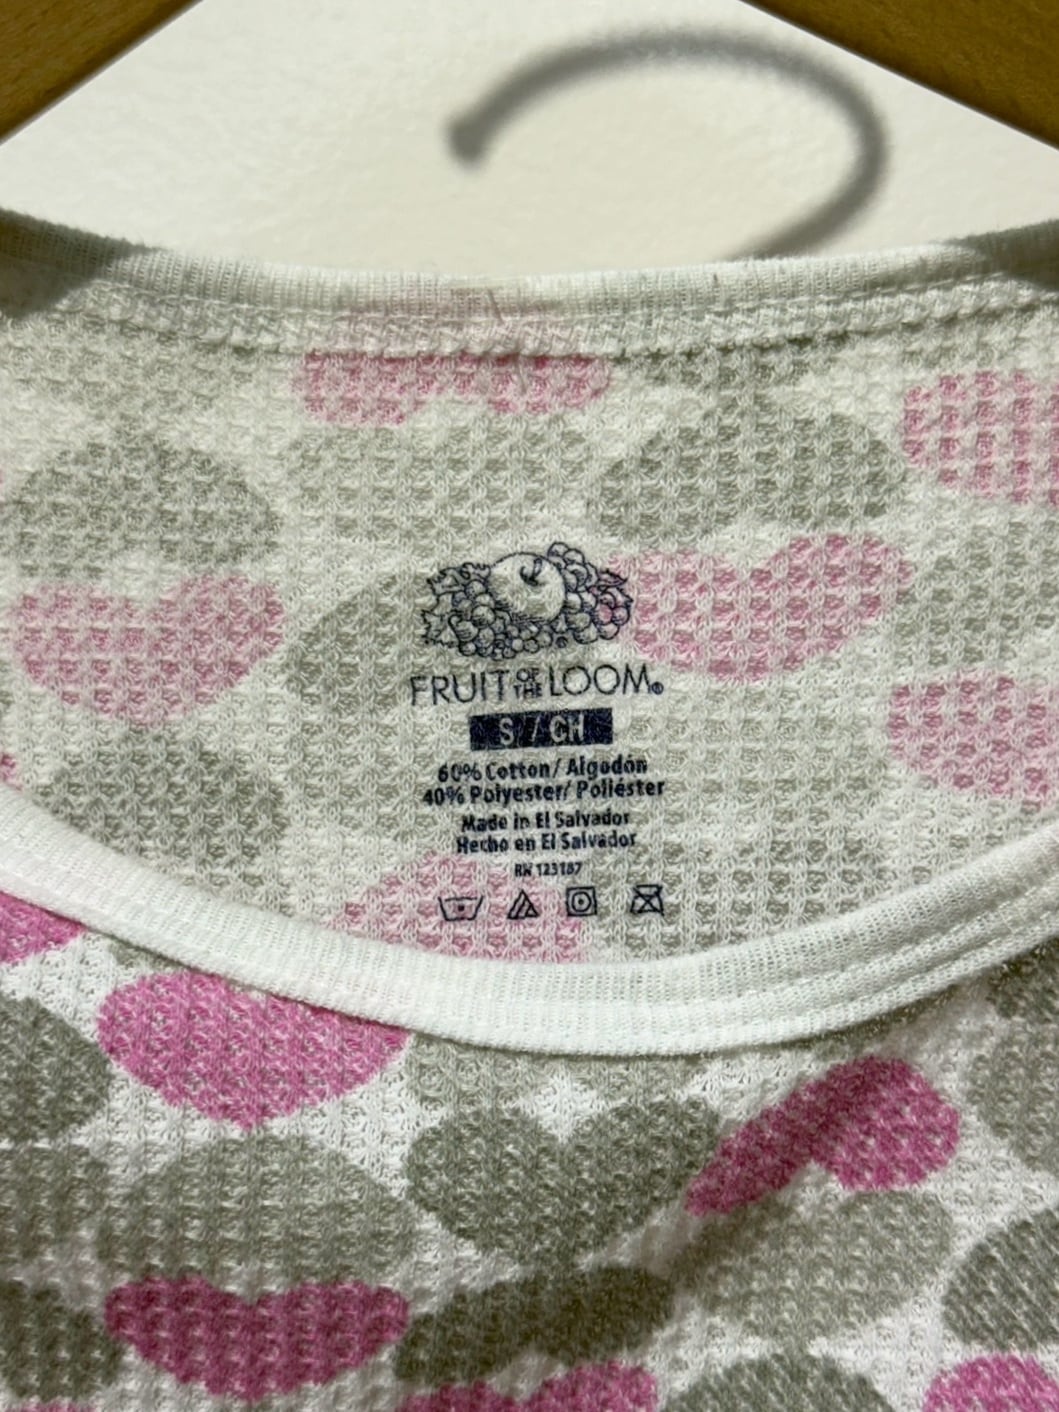 FRUIT OF THE LOOM®
S / CH
60% Cotton/ Algodón
40% Polyester/ Poliéster
Made in El Salvador
Hecho en El Salvador
RN 123187